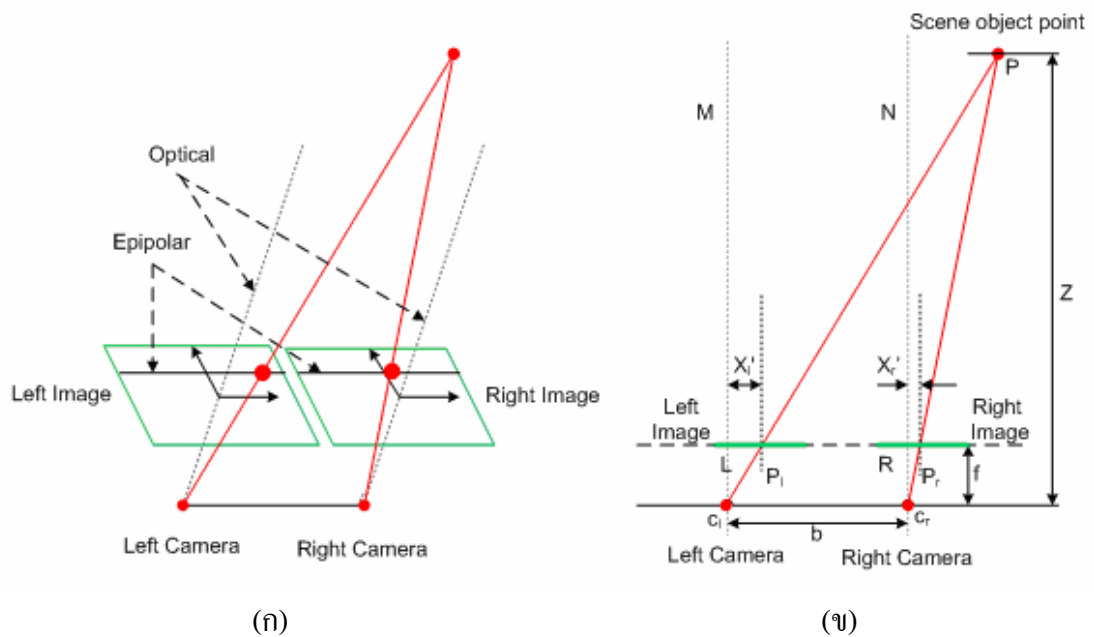 Optical
Epipolar
Left Image
Right Image
Left Camera
Right Camera
(ก)
Scene object point
P
M
N
Z
Xl'
Xr'
Left
Image
Right
Image
L
Pl
R
Pr
f
cl
b
cr
Left Camera
Right Camera
(ข)